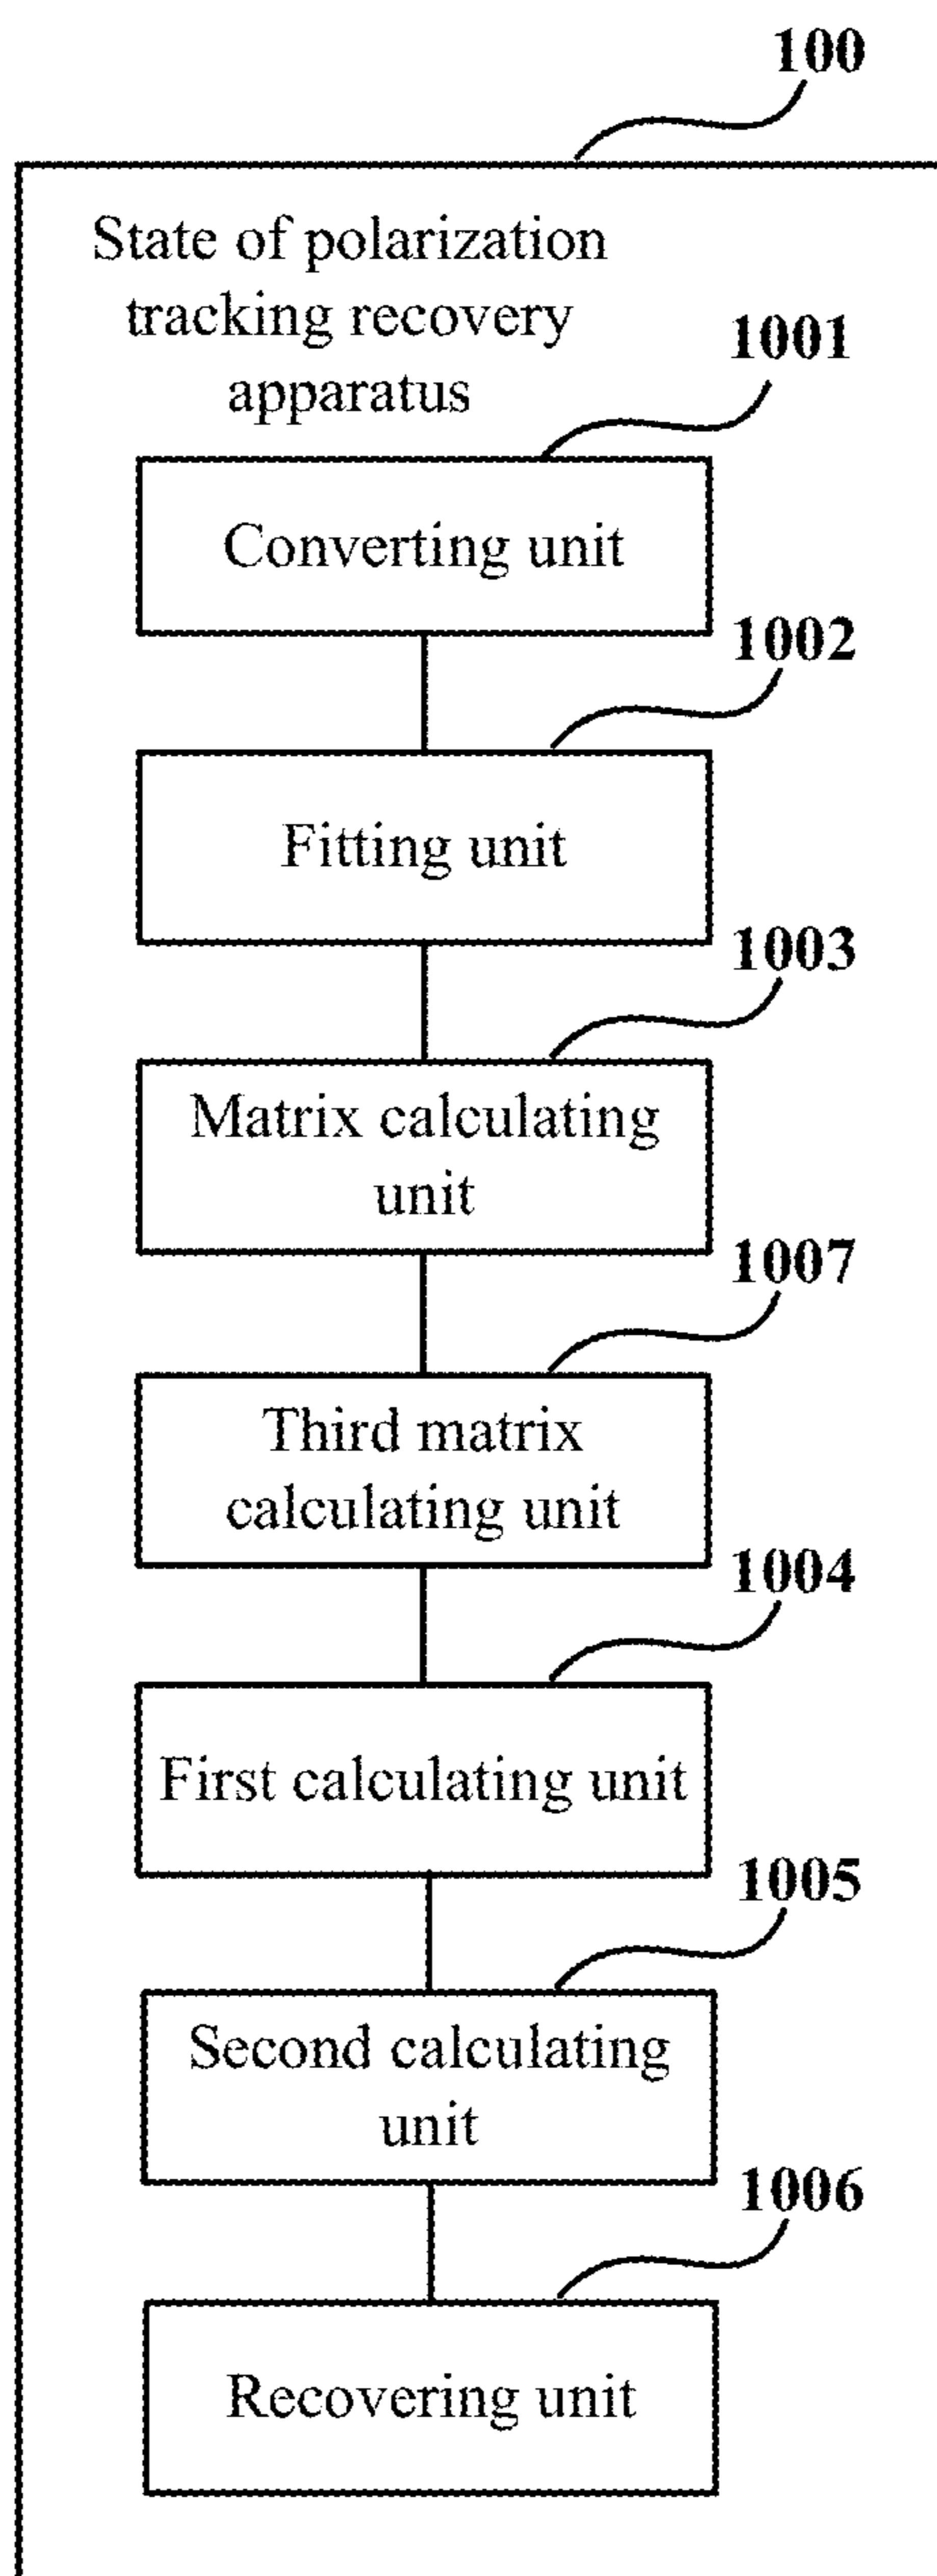 100
State of polarization
tracking recovery
apparatus
1001
Converting unit
1002
Fitting unit
1003
Matrix calculating
unit
1007
Third matrix
calculating unit
1004
First calculating unit
1005
Second calculating
unit
1006
Recovering unit